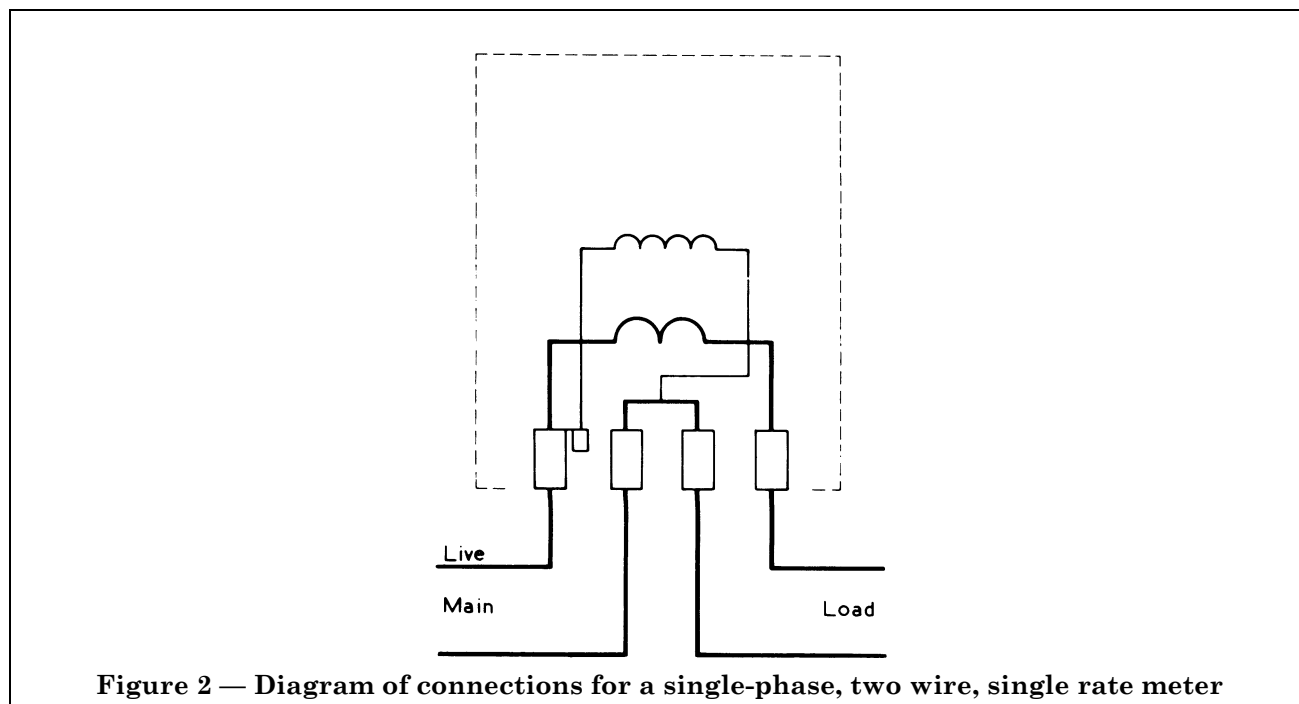 Live
Main
Load
Figure 2 — Diagram of connections for a single-phase, two wire, single rate meter